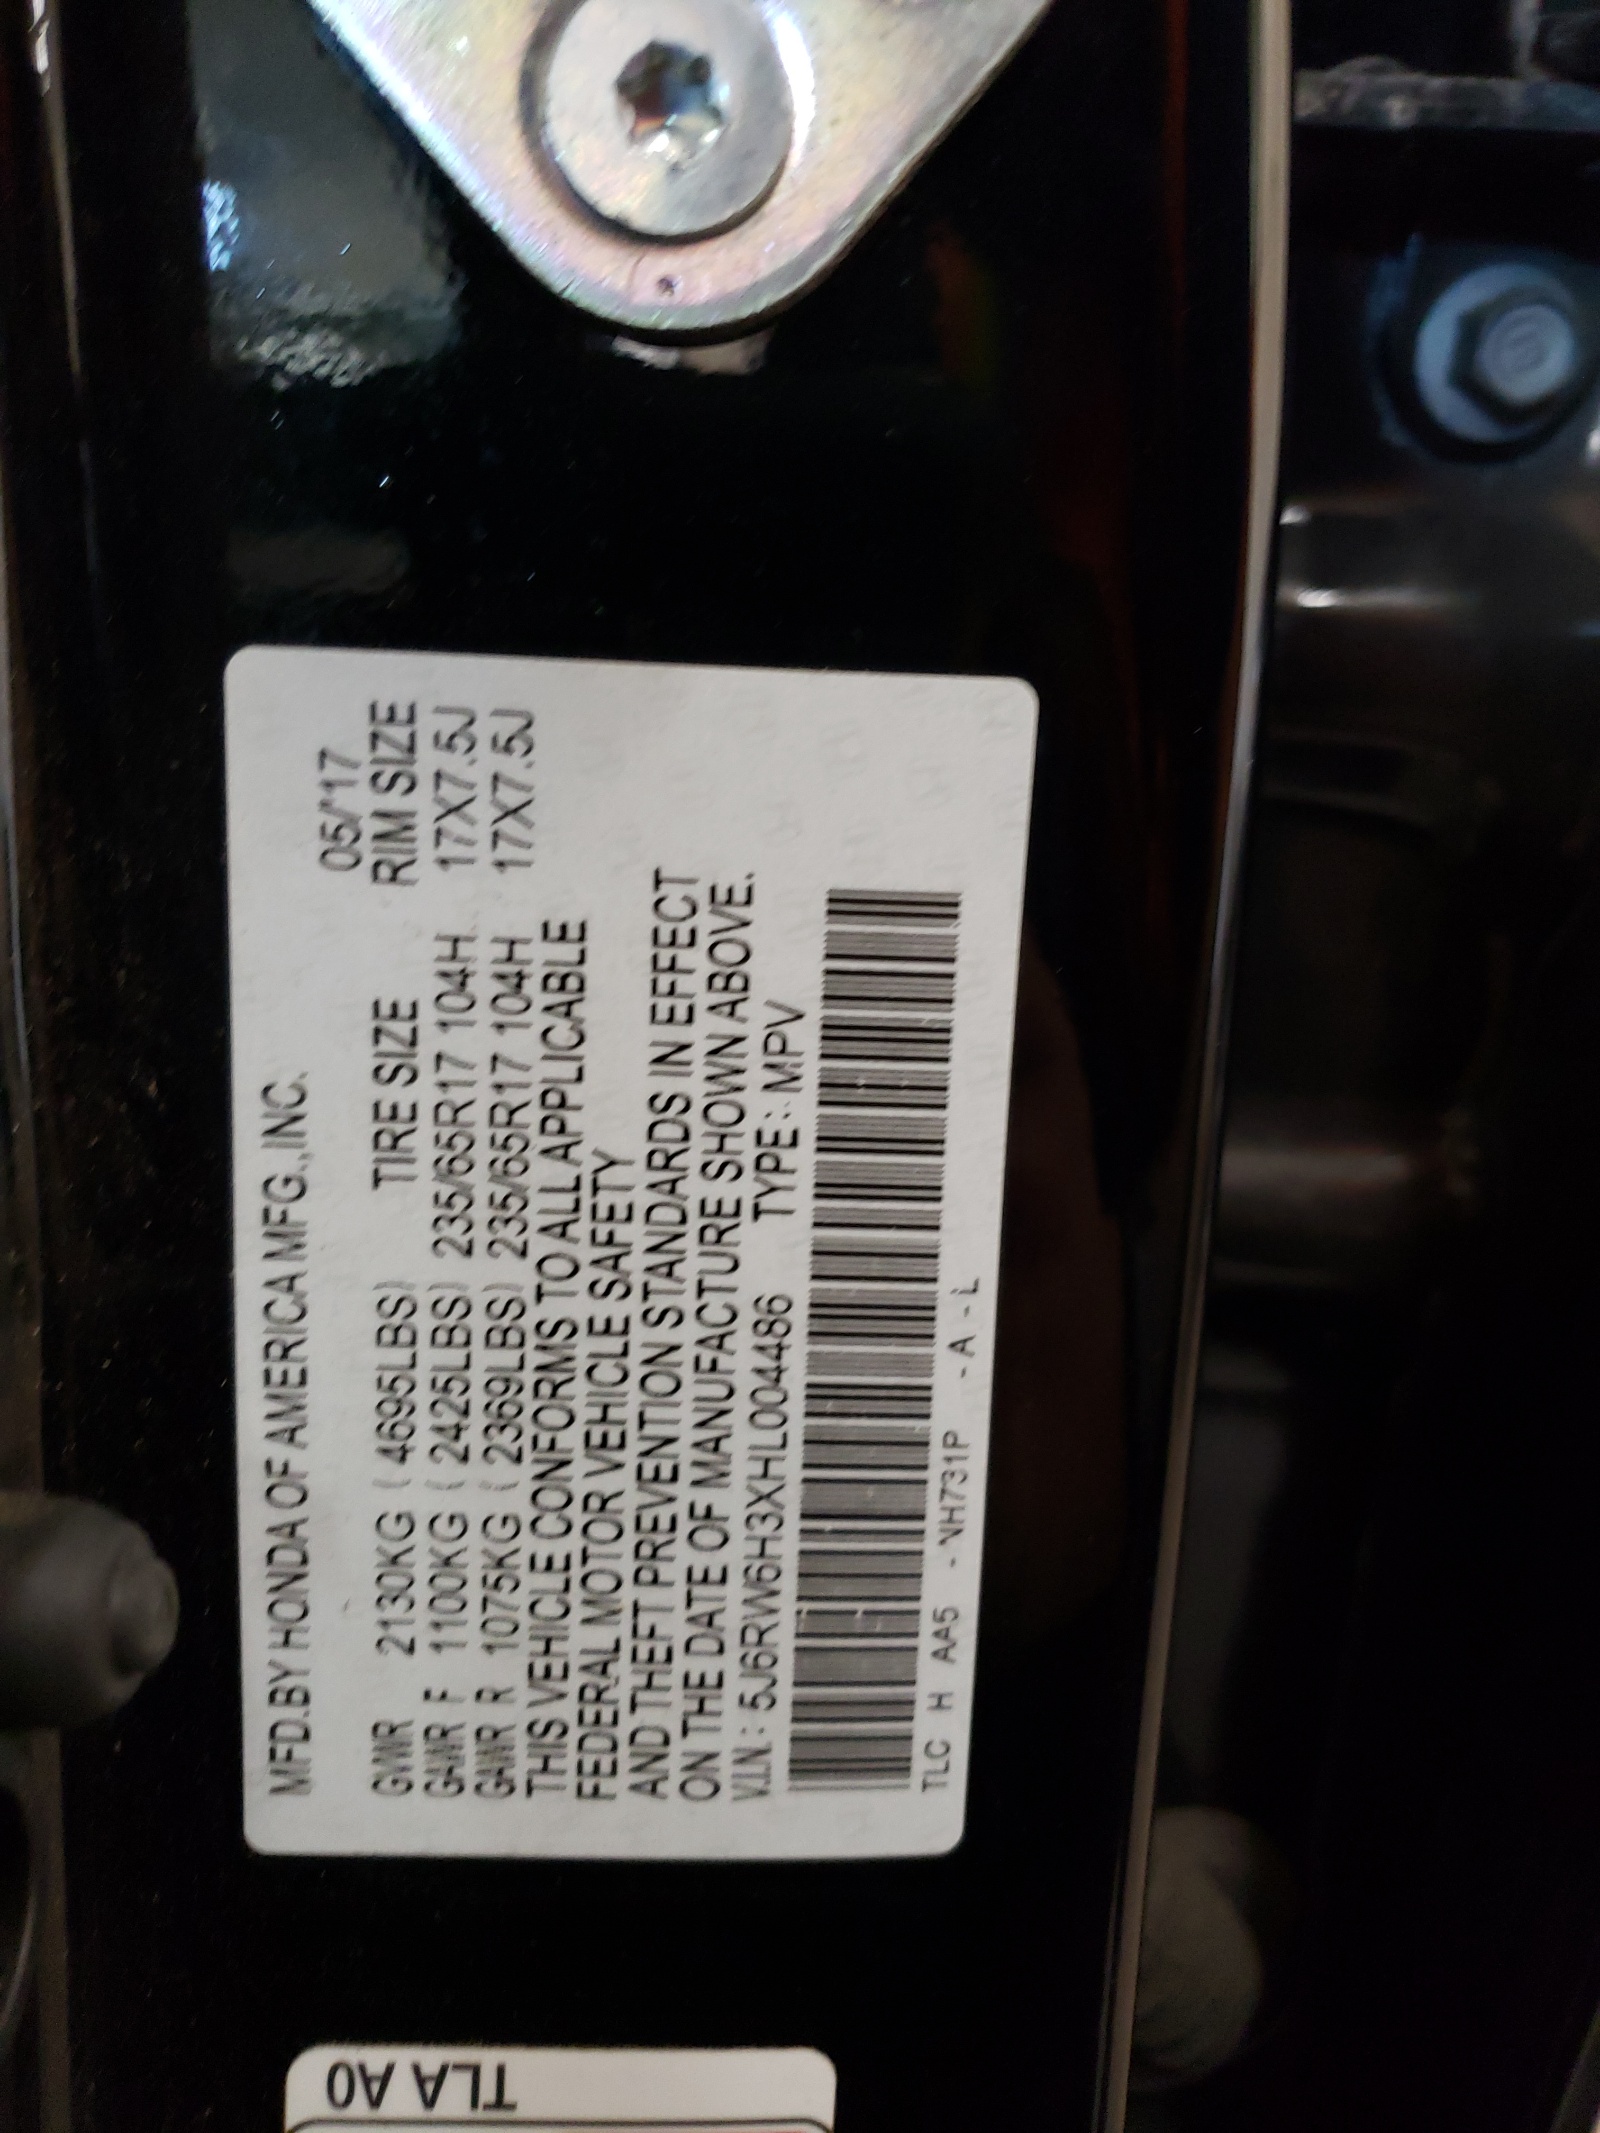 MFD.BY HONDA OF AMERICA MFG.,INC.
05/'17
TIRE SIZE RIM SIZE
GVWR 2130KG ( 4695LBS)
GAWR F 1100KG ( 2425LBS) 235/65R17 104H 17X7.5J
GAWR R 1075KG ( 2369LBS) 235/65R17 104H 17X7.5J
THIS VEHICLE CONFORMS TO ALL APPLICABLE
FEDERAL MOTOR VEHICLE SAFETY
AND THEFT PREVENTION STANDARDS IN EFFECT
ON THE DATE OF MANUFACTURE SHOWN ABOVE.
V.I.N.: 5J6RW6H3XHL004486 TYPE: MPV
TLC H AA5 - NH731P - A - L
TLA A0